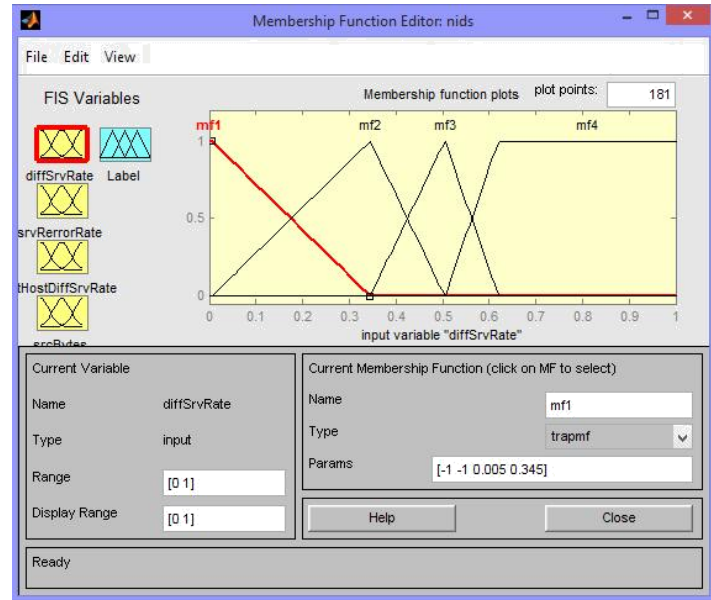 Membership Function Editor: nids
File Edit View
FIS Variables
Membership function plots plot points: 181
mf1 mf2 mf3 mf4
diffSrvRate Label
srvRerrorRate
tHostDiffSrvRate
srcBytes
1
0.5
0
0 0.1 0.2 0.3 0.4 0.5 0.6 0.7 0.8 0.9 1
input variable "diffSrvRate"
Current Variable
Name diffSrvRate
Type input
Range [0 1]
Display Range [0 1]
Current Membership Function (click on MF to select)
Name mf1
Type trapmf
Params [-1 -1 0.005 0.345]
Help Close
Ready